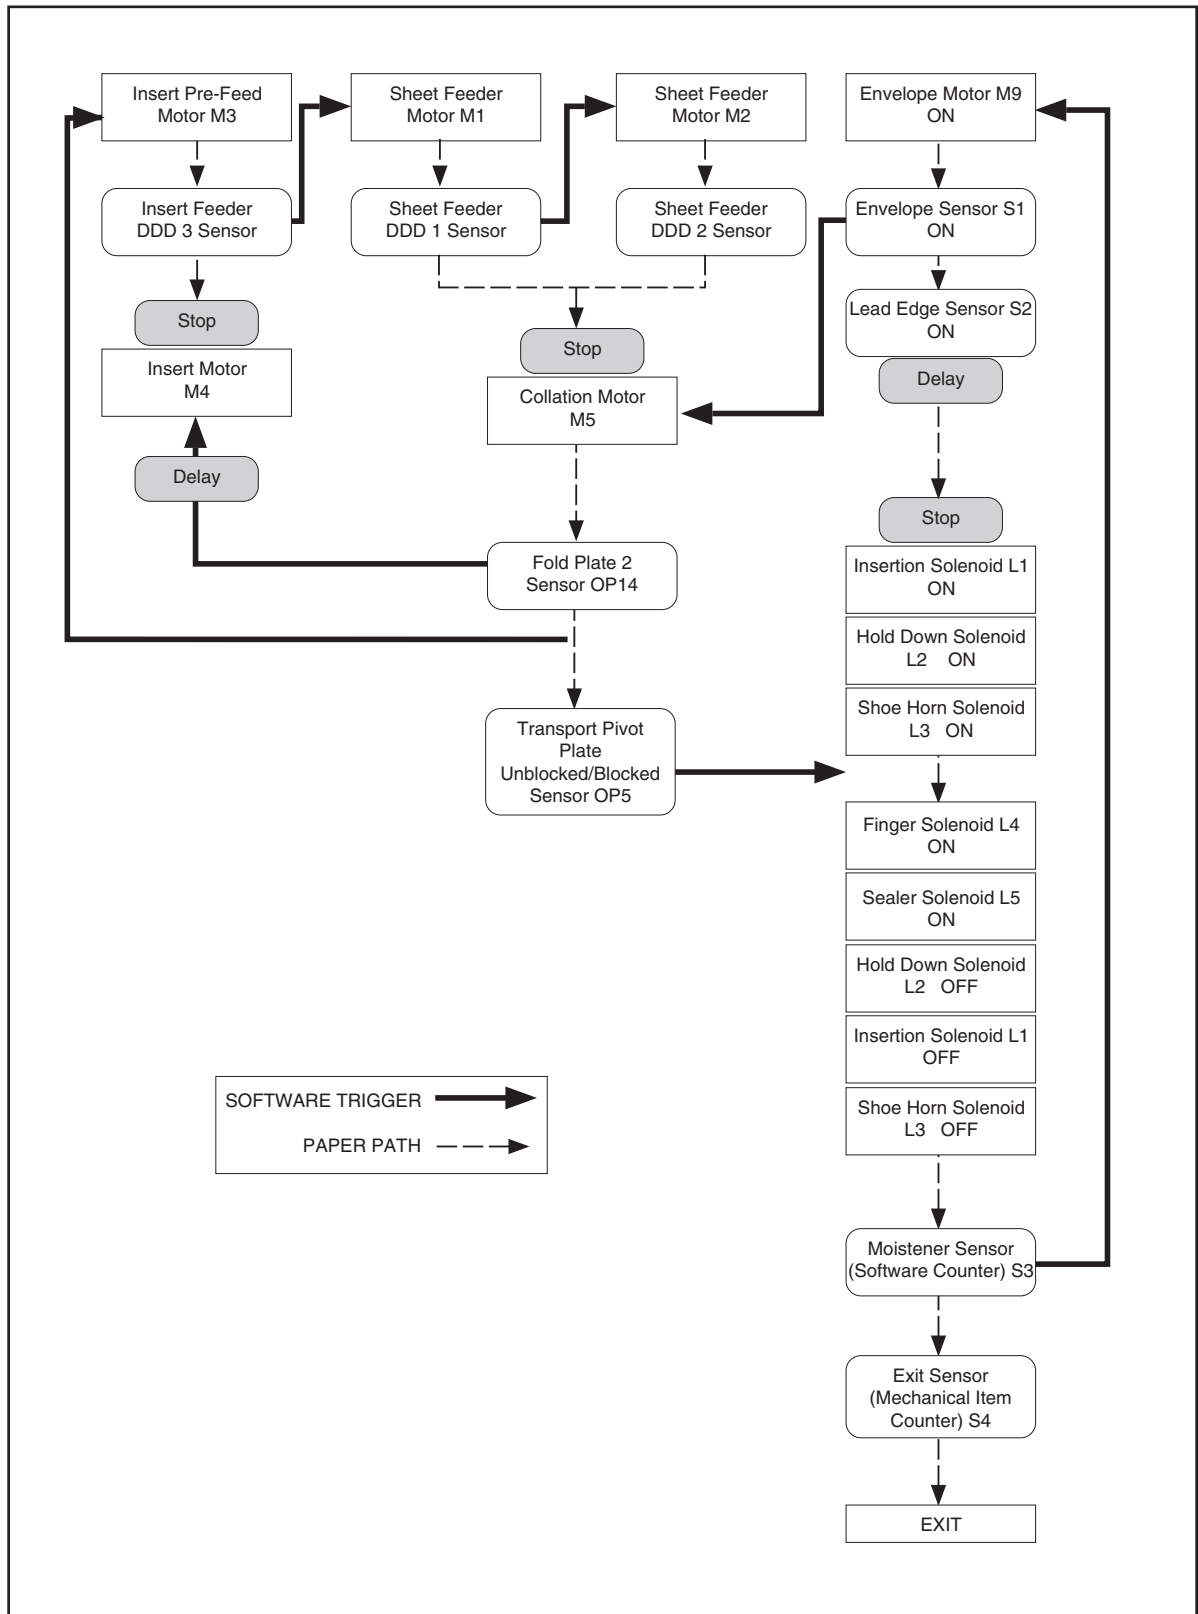 Insert Pre-Feed
Motor M3
Sheet Feeder
Motor M1
Sheet Feeder
Motor M2
Envelope Motor M9
ON
Insert Feeder
DDD 3 Sensor
Sheet Feeder
DDD 1 Sensor
Sheet Feeder
DDD 2 Sensor
Envelope Sensor S1
ON
Stop
Insert Motor
M4
Delay
Stop
Collation Motor
M5
Lead Edge Sensor S2
ON
Delay
Stop
Fold Plate 2
Sensor OP14
Transport Pivot
Plate
Unblocked/Blocked
Sensor OP5
Insertion Solenoid L1
ON
Hold Down Solenoid
L2 ON
Shoe Horn Solenoid
L3 ON
Finger Solenoid L4
ON
Sealer Solenoid L5
ON
Hold Down Solenoid
L2 OFF
Insertion Solenoid L1
OFF
Shoe Horn Solenoid
L3 OFF
SOFTWARE TRIGGER
PAPER PATH
Moistener Sensor
(Software Counter) S3
Exit Sensor
(Mechanical Item
Counter) S4
EXIT